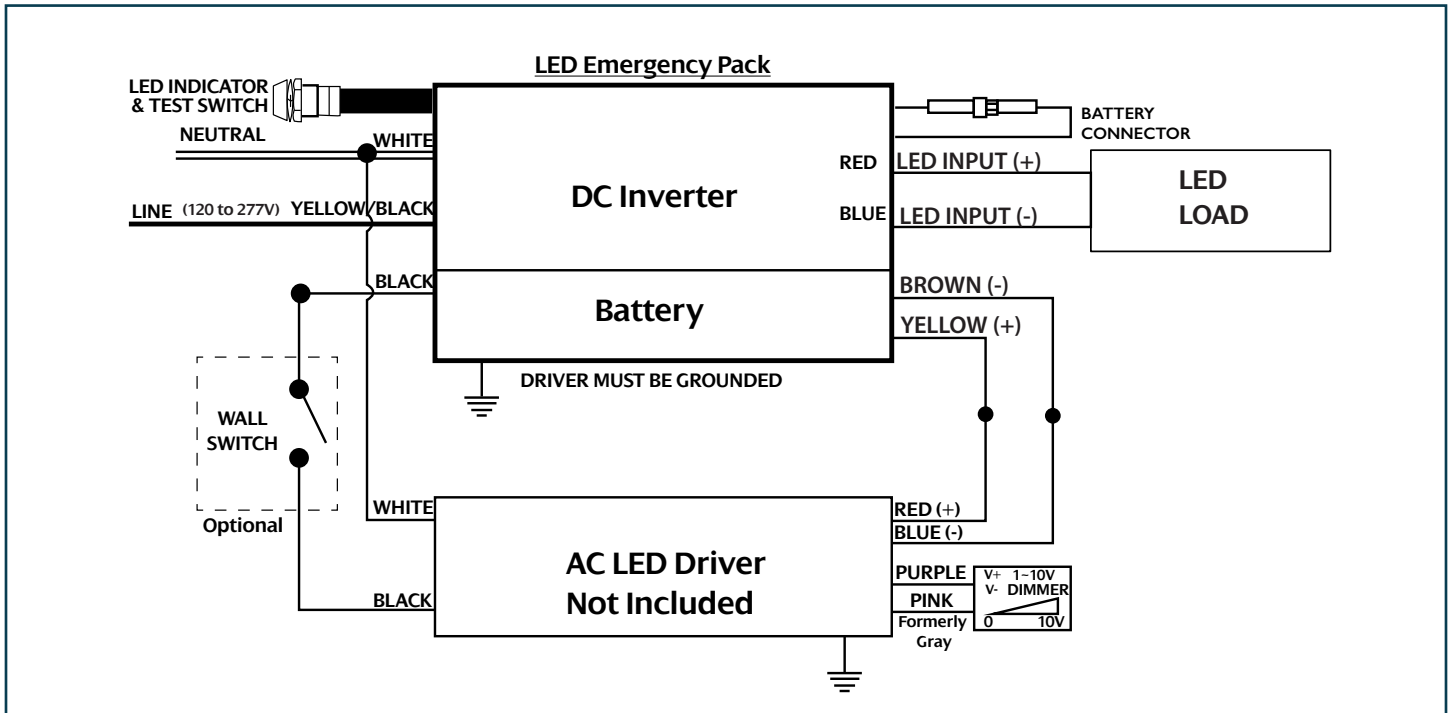 LED Emergency Pack
LED INDICATOR
& TEST SWITCH
NEUTRAL
WHITE
LINE (120 to 277V) YELLOW/BLACK
BLACK
DC Inverter
Battery
RED
BLUE
BATTERY
CONNECTOR
LED INPUT (+)
LED INPUT (-)
LED
LOAD
BROWN (-)
YELLOW (+)
DRIVER MUST BE GROUNDED
WALL
SWITCH
Optional
WHITE
BLACK
AC LED Driver
Not Included
RED (+)
BLUE (-)
PURPLE
PINK
Formerly
Gray
V+ 1~10V
V- DIMMER
0 10V